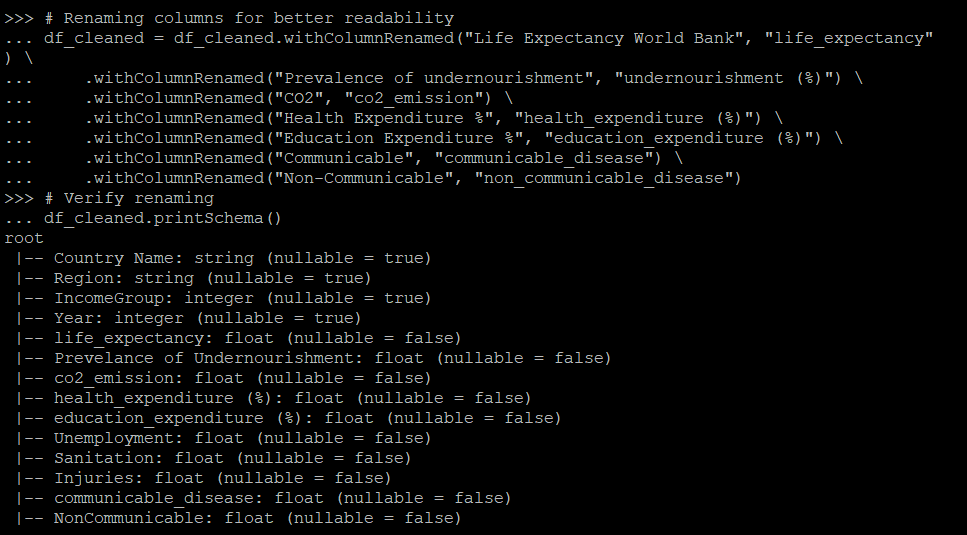 >>> # Renaming columns for better readability
... df_cleaned = df_cleaned.withColumnRenamed("Life Expectancy World Bank", "life_expectancy"
) \
...     .withColumnRenamed("Prevalence of undernourishment", "undernourishment (%)") \
...     .withColumnRenamed("CO2", "co2_emission") \
...     .withColumnRenamed("Health Expenditure %", "health_expenditure (%)") \
...     .withColumnRenamed("Education Expenditure %", "education_expenditure (%)") \
...     .withColumnRenamed("Communicable", "communicable_disease") \
...     .withColumnRenamed("Non-Communicable", "non_communicable_disease")
>>> # Verify renaming
... df_cleaned.printSchema()
root
 |-- Country Name: string (nullable = true)
 |-- Region: string (nullable = true)
 |-- IncomeGroup: integer (nullable = true)
 |-- Year: integer (nullable = true)
 |-- life_expectancy: float (nullable = false)
 |-- Prevelance of Undernourishment: float (nullable = false)
 |-- co2_emission: float (nullable = false)
 |-- health_expenditure (%): float (nullable = false)
 |-- education_expenditure (%): float (nullable = false)
 |-- Unemployment: float (nullable = false)
 |-- Sanitation: float (nullable = false)
 |-- Injuries: float (nullable = false)
 |-- communicable_disease: float (nullable = false)
 |-- NonCommunicable: float (nullable = false)